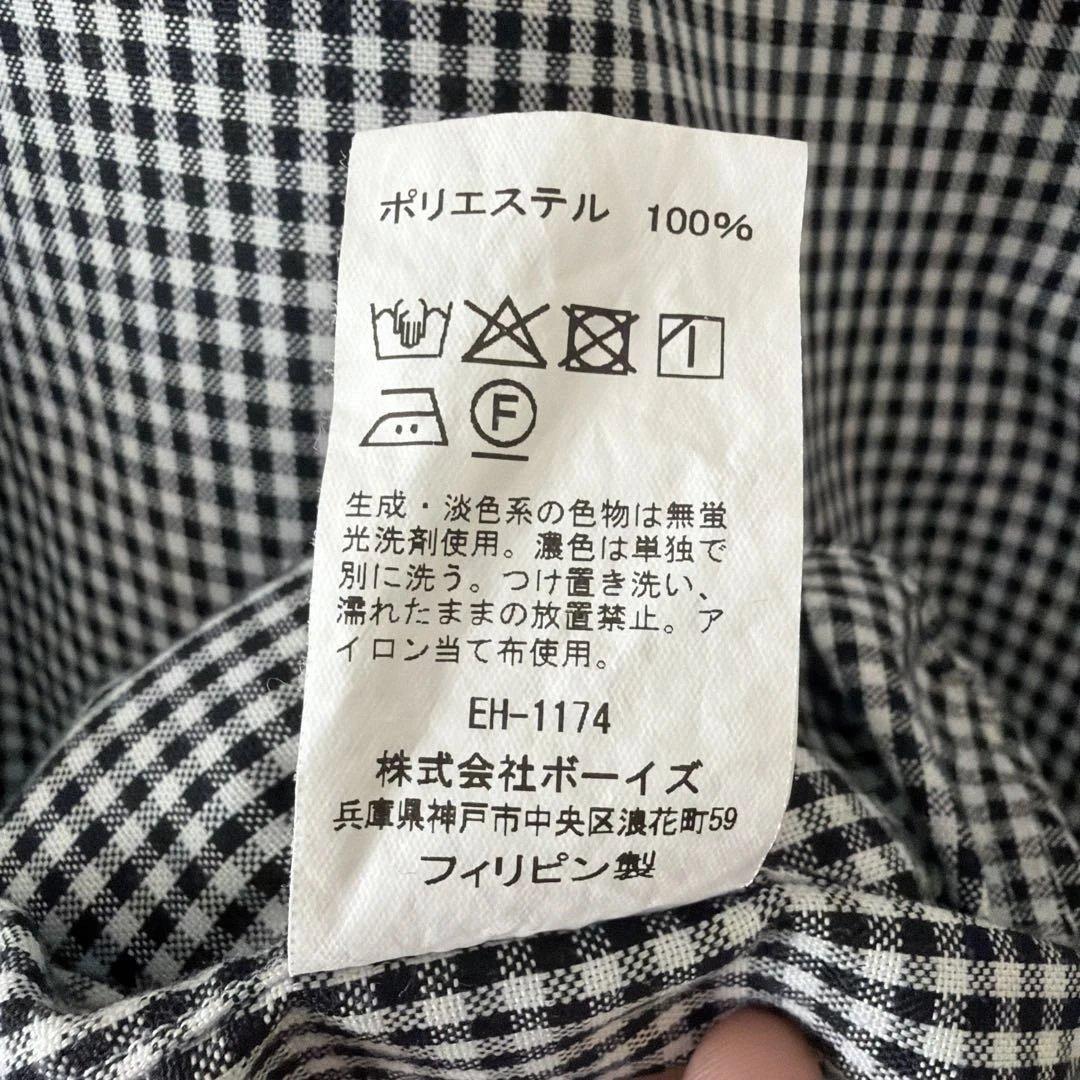 ポリエステル 100%
F
生成・淡色系の色物は無蛍
光洗剤使用。濃色は単独で
別に洗う。つけ置き洗い、
濡れたままの放置禁止。ア
イロン当て布使用。
EH-1174
株式会社ボーイズ
兵庫県神戸市中央区浪花町59
フィリピン製